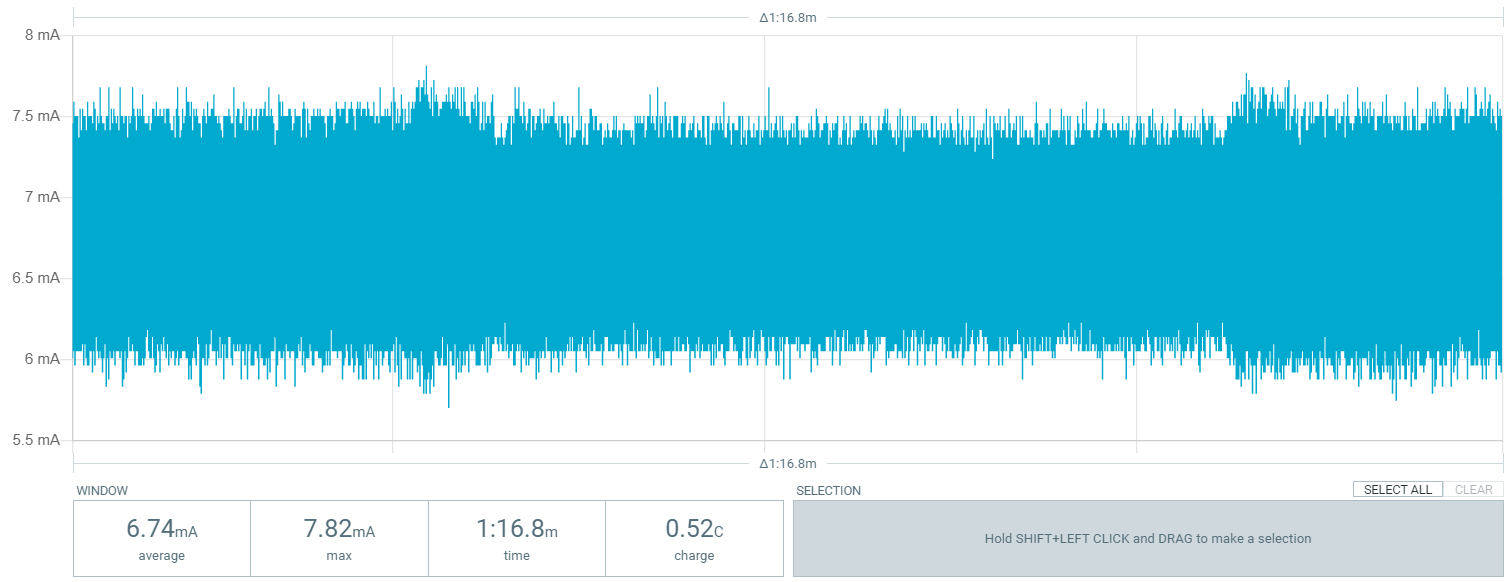 Δ1:16.8m
8 mA
7.5 mA
7 mA
6.5 mA
6 mA
5.5 mA
Δ1:16.8m
WINDOW
6.74mA
average
7.82mA
max
1:16.8m
time
0.52C
charge
SELECTION
SELECT ALL
CLEAR
Hold SHIFT+LEFT CLICK and DRAG to make a selection